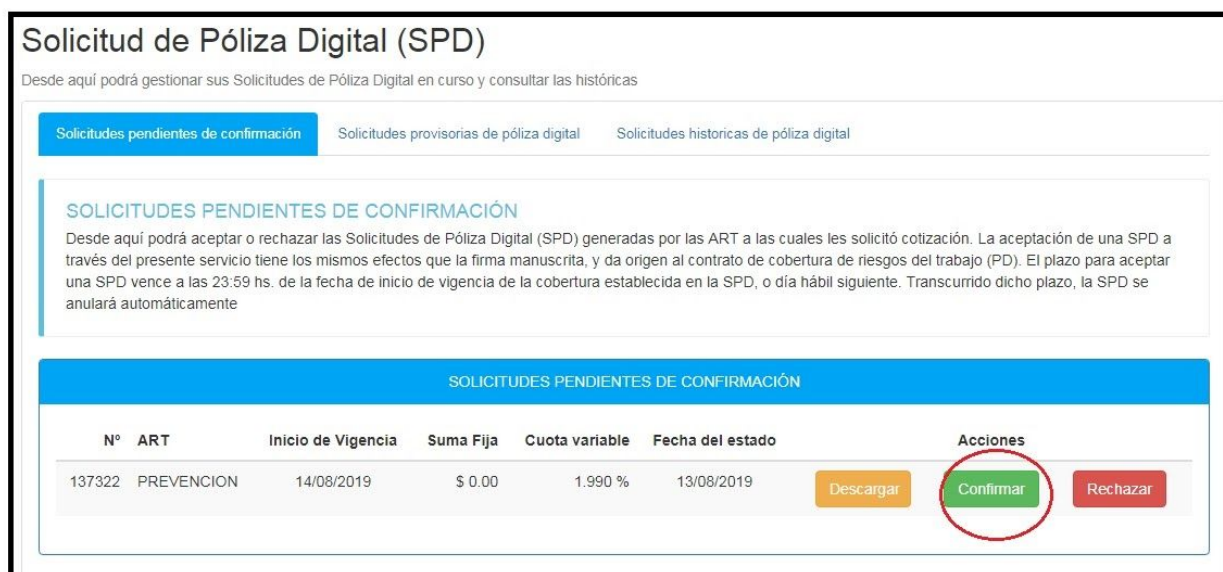 Solicitud de Póliza Digital (SPD)
Desde aquí podrá gestionar sus Solicitudes de Póliza Digital en curso y consultar las históricas
Solicitudes pendientes de confirmación Solicitudes provisorias de póliza digital Solicitudes historicas de póliza digital
SOLICITUDES PENDIENTES DE CONFIRMACIÓN
Desde aquí podrá aceptar o rechazar las Solicitudes de Póliza Digital (SPD) generadas por las ART a las cuales les solicitó cotización. La aceptación de una SPD a
través del presente servicio tiene los mismos efectos que la firma manuscrita, y da origen al contrato de cobertura de riesgos del trabajo (PD). El plazo para aceptar
una SPD vence a las 23:59 hs. de la fecha de inicio de vigencia de la cobertura establecida en la SPD, o día hábil siguiente. Transcurrido dicho plazo, la SPD se
anulará automáticamente
SOLICITUDES PENDIENTES DE CONFIRMACIÓN
Nº ART Inicio de Vigencia Suma Fija Cuota variable Fecha del estado Acciones
137322 PREVENCION 14/08/2019 $ 0.00 1.990 % 13/08/2019 Descargar Confirmar Rechazar